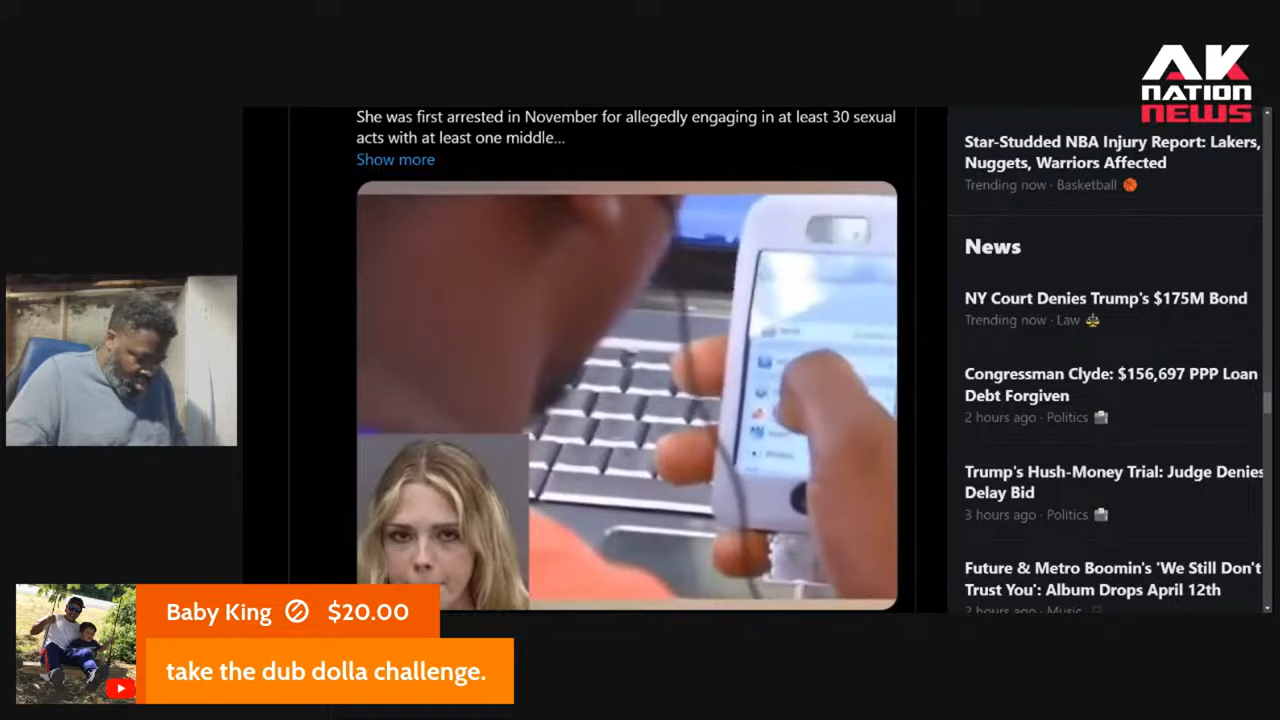 AK
NATION
NEWS
She was first arrested in November for allegedly engaging in at least 30 sexual
acts with at least one middle...
Show more
Star-Studded NBA Injury Report: Lakers,
Nuggets, Warriors Affected
Trending now · Basketball
News
NY Court Denies Trump's $175M Bond
Trending now · Law
Congressman Clyde: $156,697 PPP Loan
Debt Forgiven
2 hours ago · Politics
Trump's Hush-Money Trial: Judge Denies
Delay Bid
3 hours ago · Politics
Future & Metro Boomin's 'We Still Don't
Trust You': Album Drops April 12th
2 hours ago · Music
Baby King $20.00
take the dub dolla challenge.